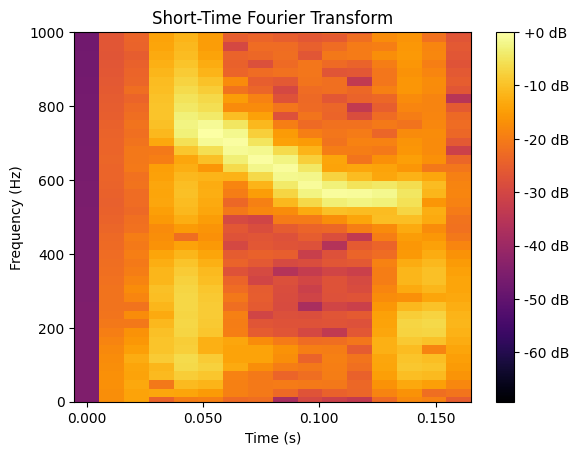 Short-Time Fourier Transform
1000
800
600
400
200
0
Frequency (Hz)
0.000
0.050
0.100
0.150
Time (s)
+0 dB
-10 dB
-20 dB
-30 dB
-40 dB
-50 dB
-60 dB